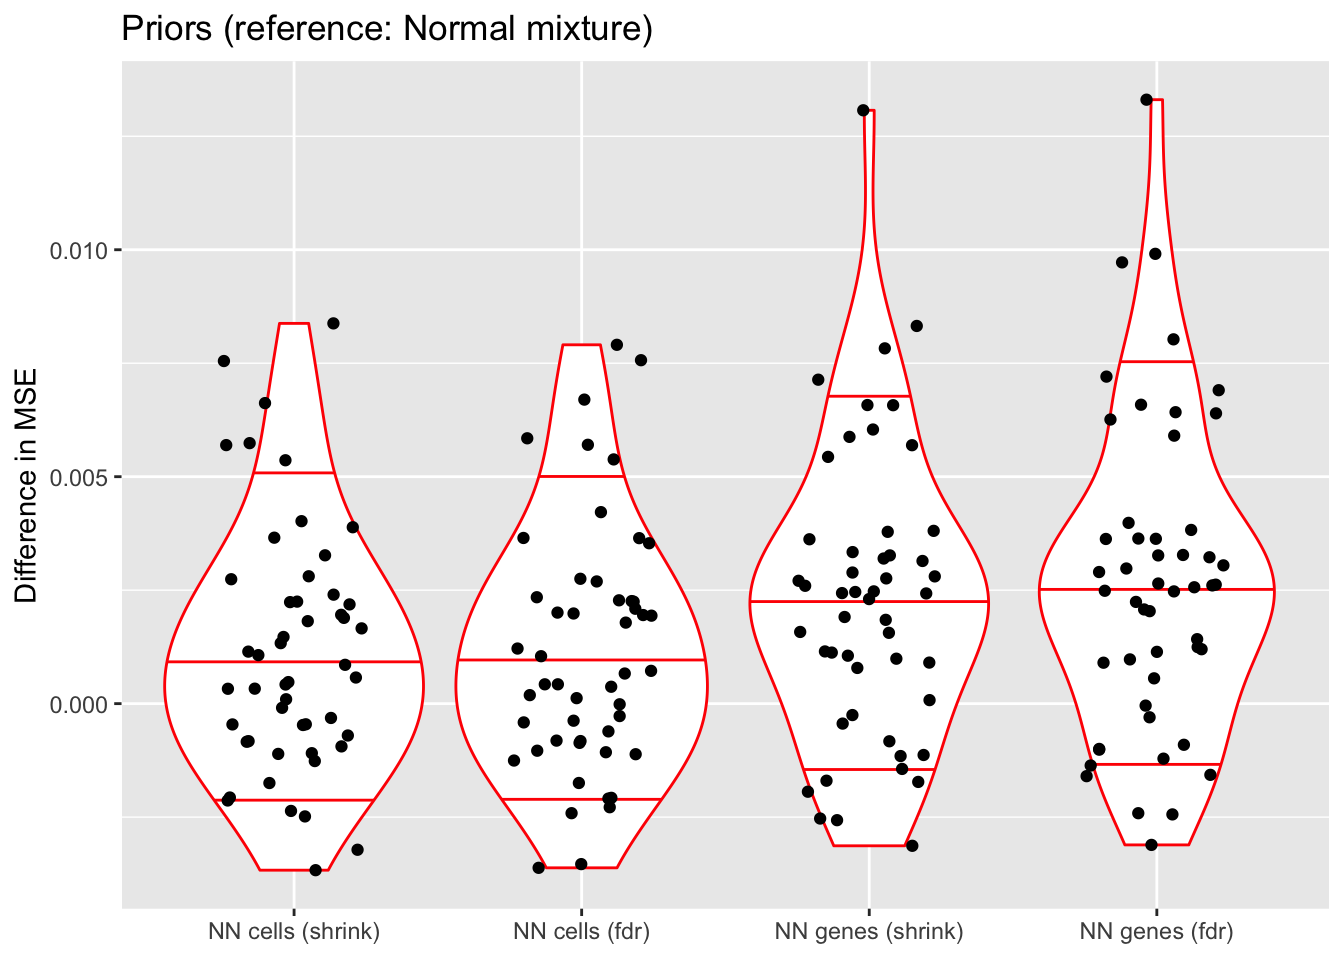 Priors (reference: Normal mixture)
Difference in MSE
0.010
0.005
0.000
NN cells (shrink)
NN cells (fdr)
NN genes (shrink)
NN genes (fdr)